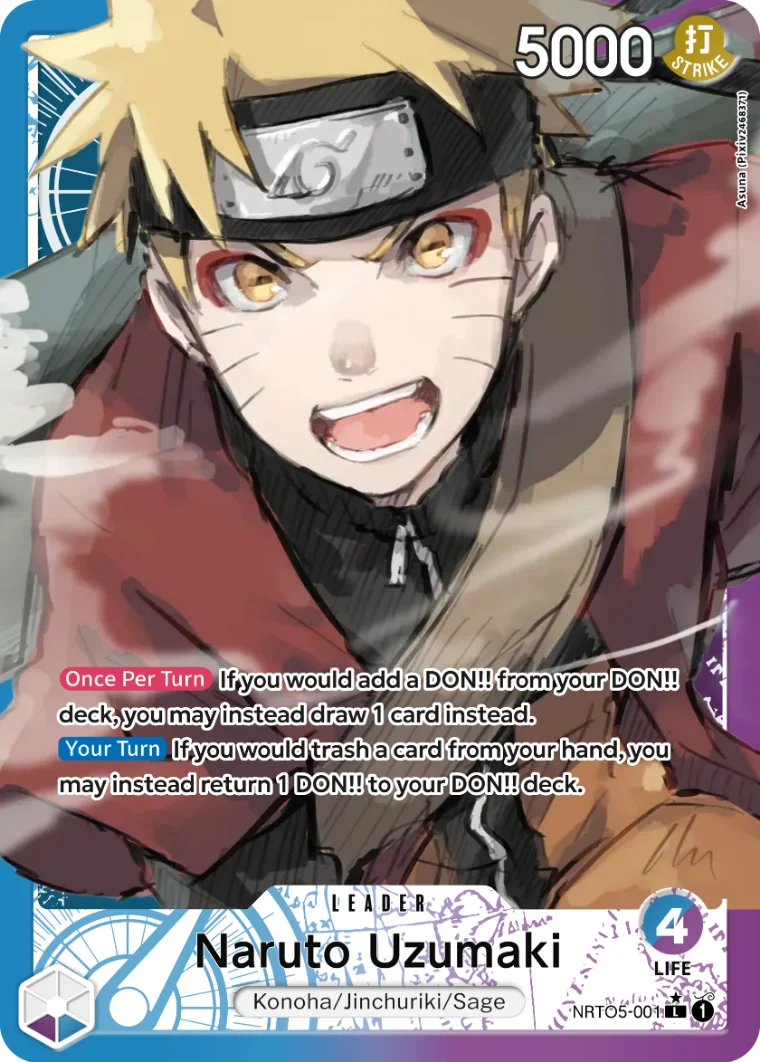 5000
打
STRIKE
Asuna (Pixiv2468371)
Once Per Turn If you would add a DON!! from your DON!!
deck, you may instead draw 1 card instead.
Your Turn If you would trash a card from your hand, you
may instead return 1 DON!! to your DON!! deck.
LEADER
Naruto Uzumaki
4
LIFE
Konoha/Jinchuriki/Sage
NRTO5-001 L 1